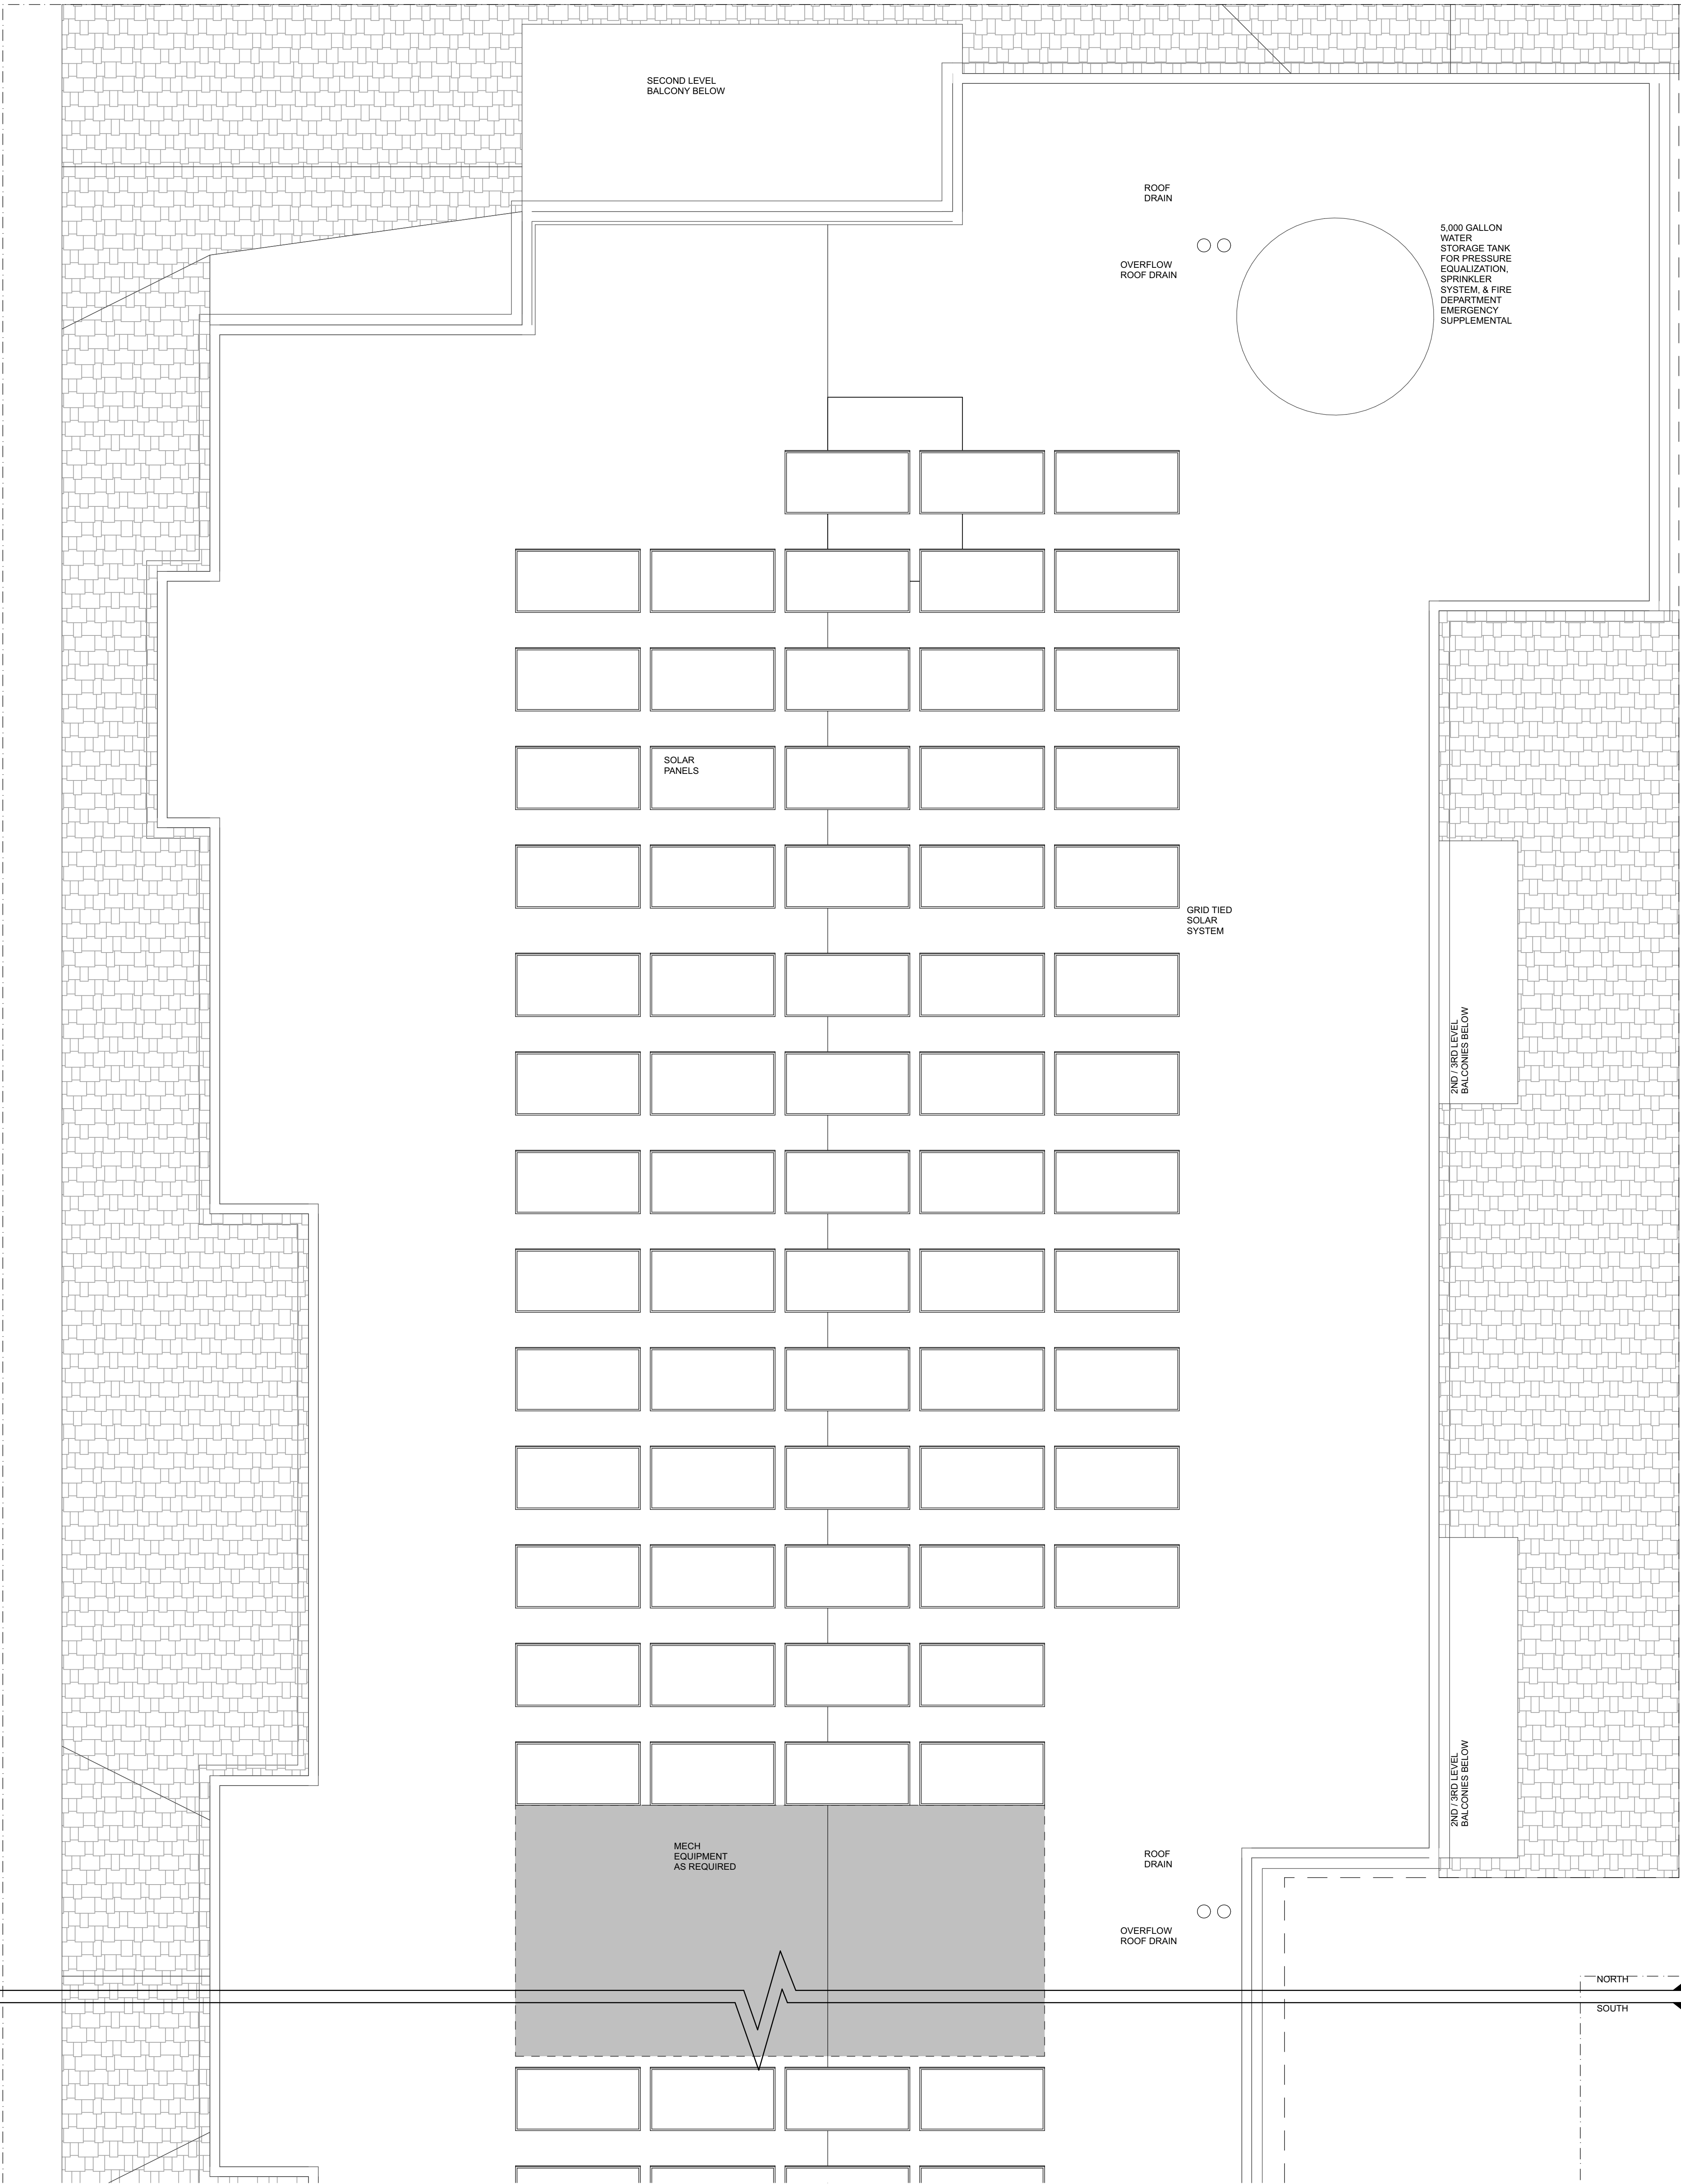 SECOND LEVEL
BALCONY BELOW
ROOF
DRAIN
OVERFLOW
ROOF DRAIN
5,000 GALLON
WATER
STORAGE TANK
FOR PRESSURE
EQUALIZATION,
SPRINKLER
SYSTEM, & FIRE
DEPARTMENT
EMERGENCY
SUPPLEMENTAL
SOLAR
PANELS
GRID TIED
SOLAR
SYSTEM
2ND / 3RD LEVEL
BALCONIES BELOW
2ND / 3RD LEVEL
BALCONIES BELOW
MECH
EQUIPMENT
AS REQUIRED
ROOF
DRAIN
OVERFLOW
ROOF DRAIN
NORTH
SOUTH